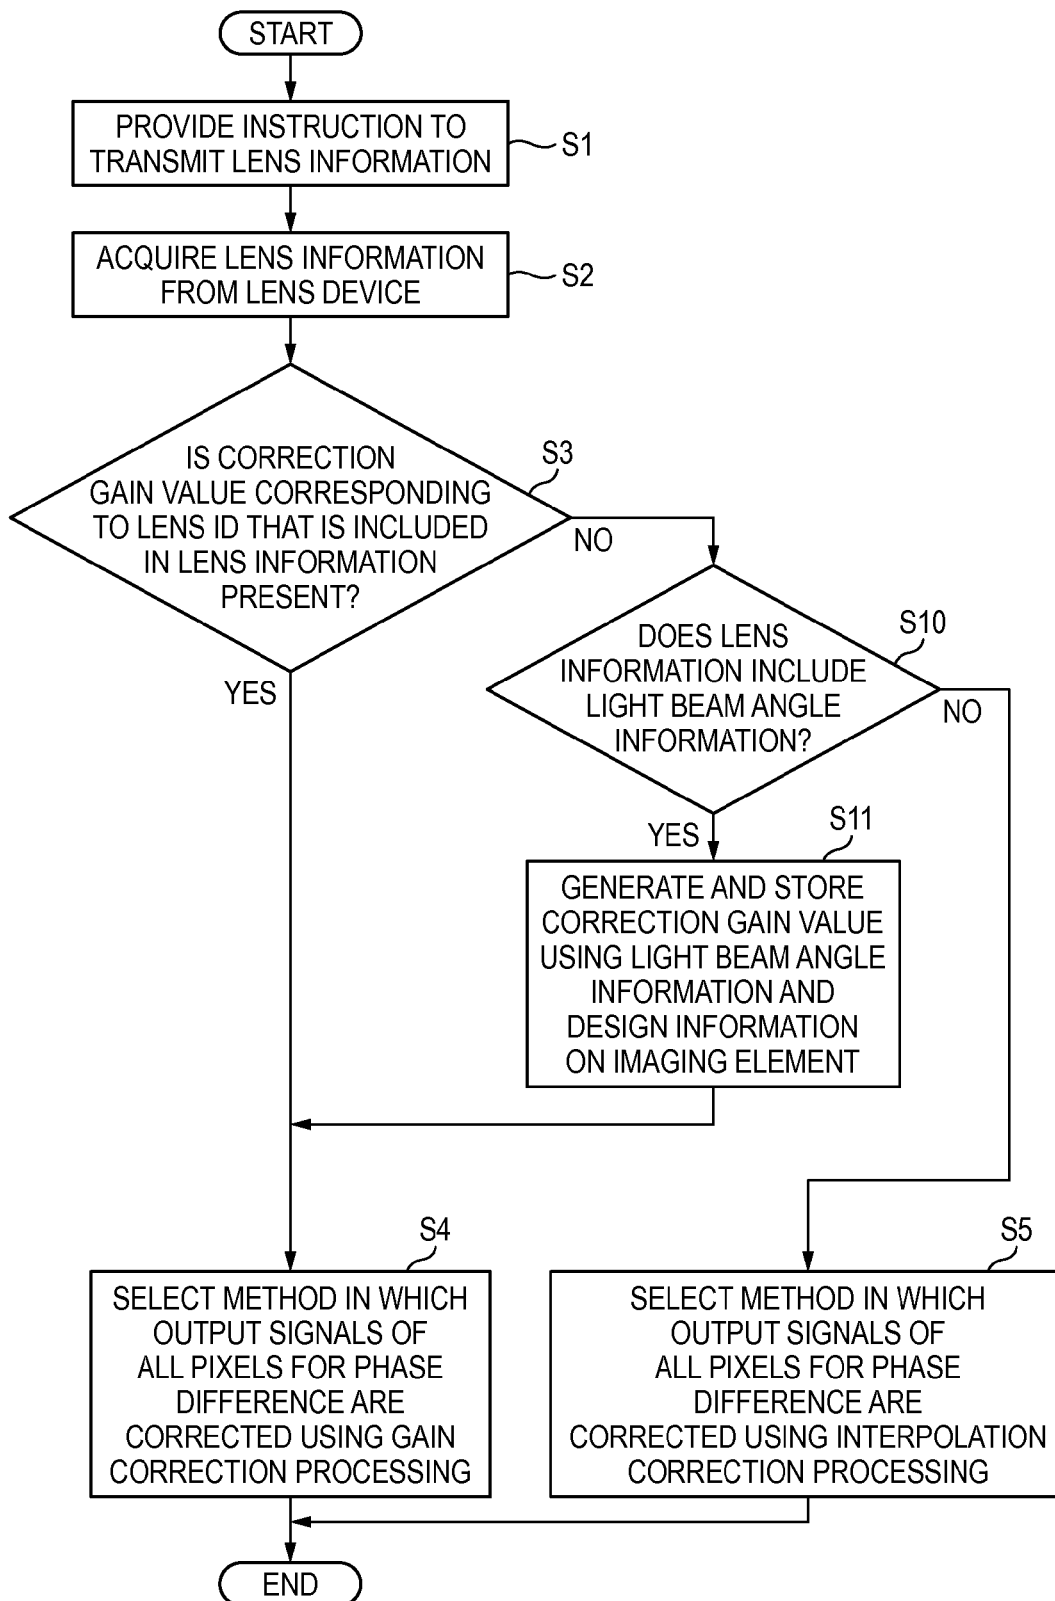 START
PROVIDE INSTRUCTION TO
TRANSMIT LENS INFORMATION
S1
ACQUIRE LENS INFORMATION
FROM LENS DEVICE
S2
IS CORRECTION
GAIN VALUE CORRESPONDING
TO LENS ID THAT IS INCLUDED
IN LENS INFORMATION
PRESENT?
S3
NO
YES
DOES LENS
INFORMATION INCLUDE
LIGHT BEAM ANGLE
INFORMATION?
S10
NO
YES
S11
GENERATE AND STORE
CORRECTION GAIN VALUE
USING LIGHT BEAM ANGLE
INFORMATION AND
DESIGN INFORMATION
ON IMAGING ELEMENT
S4
SELECT METHOD IN WHICH
OUTPUT SIGNALS OF
ALL PIXELS FOR PHASE
DIFFERENCE ARE
CORRECTED USING GAIN
CORRECTION PROCESSING
S5
SELECT METHOD IN WHICH
OUTPUT SIGNALS OF
ALL PIXELS FOR PHASE
DIFFERENCE ARE
CORRECTED USING INTERPOLATION
CORRECTION PROCESSING
END